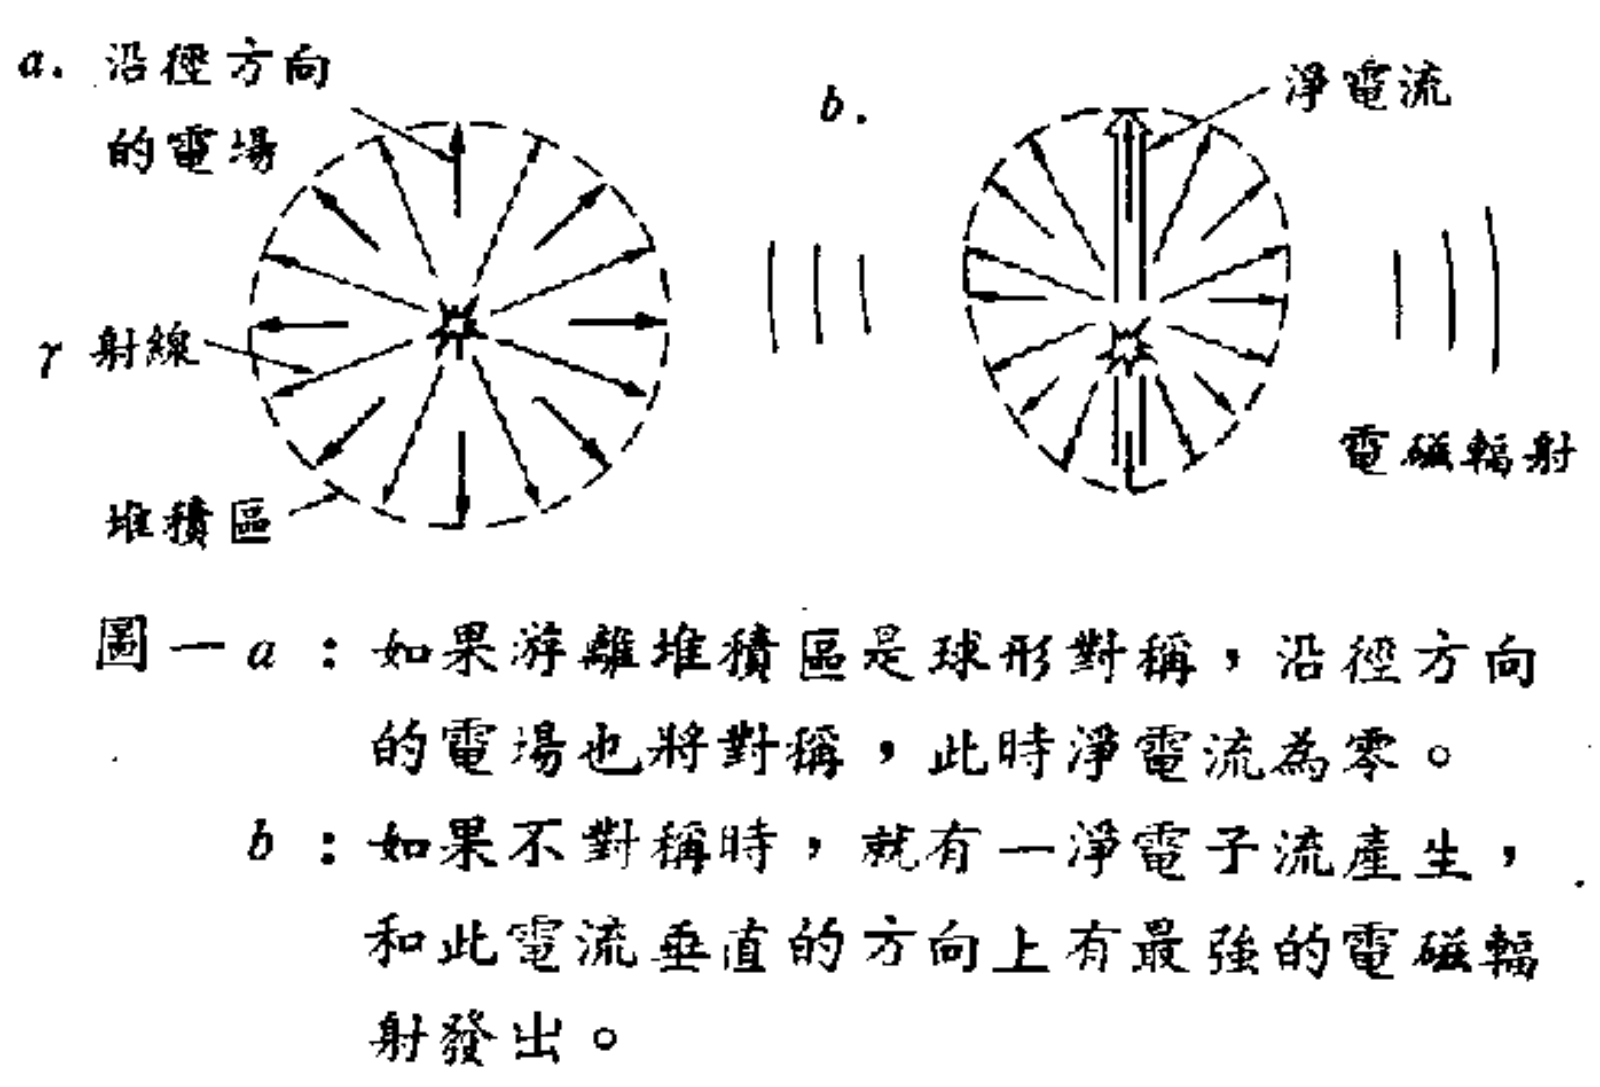 a. 沿徑方向
的電場
γ 射線
堆積區
b.
淨電流
電磁輻射
圖一a：如果游離堆積區是球形對稱，沿徑方向
的電場也將對稱，此時淨電流為零。
b：如果不對稱時，就有一淨電子流產生，
和此電流垂直的方向上有最強的電磁輻
射發出。